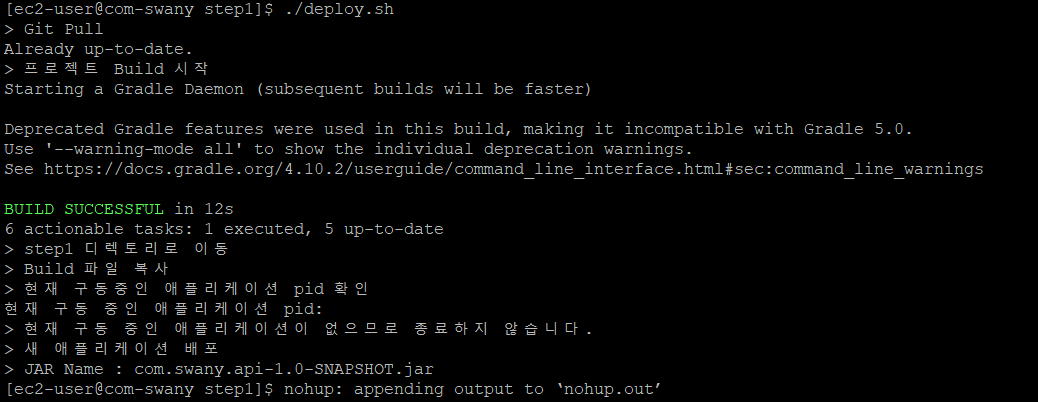 [ec2-user@com-swany step1]$ ./deploy.sh
> Git Pull
Already up-to-date.
> 프로젝트 Build 시작
Starting a Gradle Daemon (subsequent builds will be faster)
Deprecated Gradle features were used in this build, making it incompatible with Gradle 5.0.
Use '--warning-mode all' to show the individual deprecation warnings.
See https://docs.gradle.org/4.10.2/userguide/command_line_interface.html#sec:command_line_warnings
BUILD SUCCESSFUL in 12s
6 actionable tasks: 1 executed, 5 up-to-date
> step1 디렉토리로 이동
> Build 파일 복사
> 현재 구동중인 애플리케이션 pid 확인
현재 구동 중인 애플리케이션 pid:
> 현재 구동 중인 애플리케이션이 없으므로 종료하지 않습니다.
> 새 애플리케이션 배포
> JAR Name : com.swany.api-1.0-SNAPSHOT.jar
[ec2-user@com-swany step1]$ nohup: appending output to ‘nohup.out’